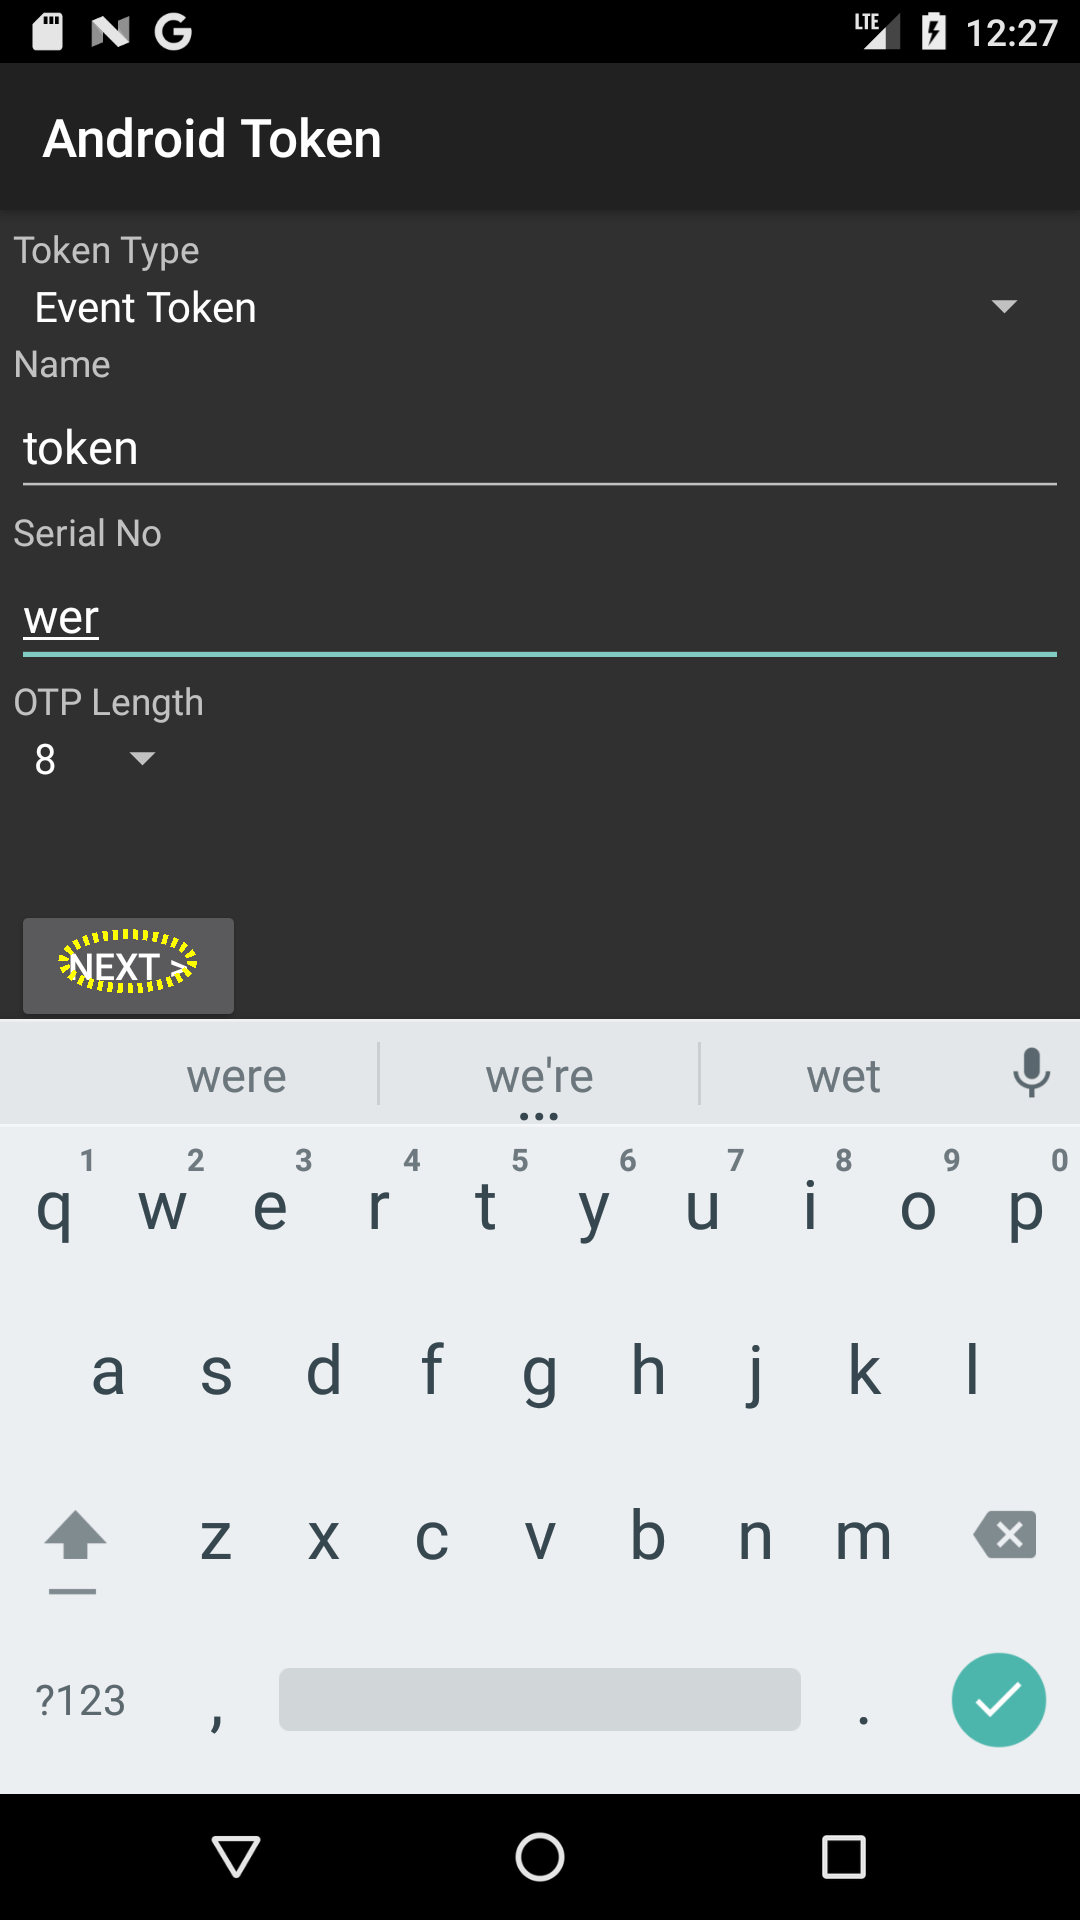 LTE 12:27
Android Token
Token Type
Event Token
Name
token
Serial No
wer
OTP Length
8
NEXT >
were we're wet
1 2 3 4 5 6 7 8 9 0
q w e r t y u i o p
a s d f g h j k l
z x c v b n m
?123 , .